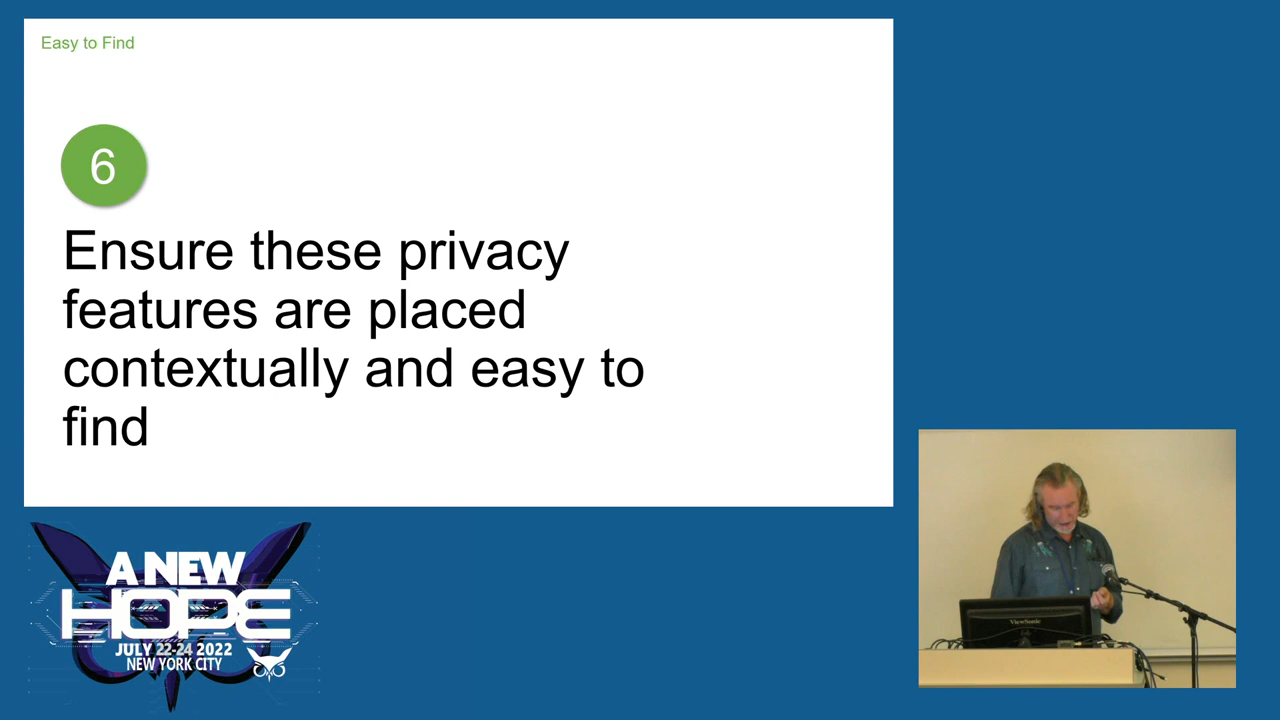 Easy to Find
6
Ensure these privacy
features are placed
contextually and easy to
find
A NEW
HOPE
JULY 22-24 2022
NEW YORK CITY
ViewSonic